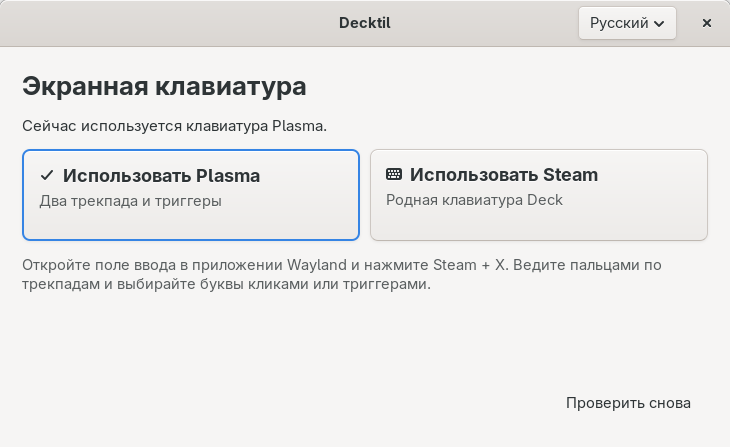 Decktil
Русский
Экранная клавиатура
Сейчас используется клавиатура Plasma.
Использовать Plasma
Два трекпада и триггеры
Использовать Steam
Родная клавиатура Deck
Откройте поле ввода в приложении Wayland и нажмите Steam + X. Ведите пальцами по
трекпадам и выбирайте буквы кликами или триггерами.
Проверить снова